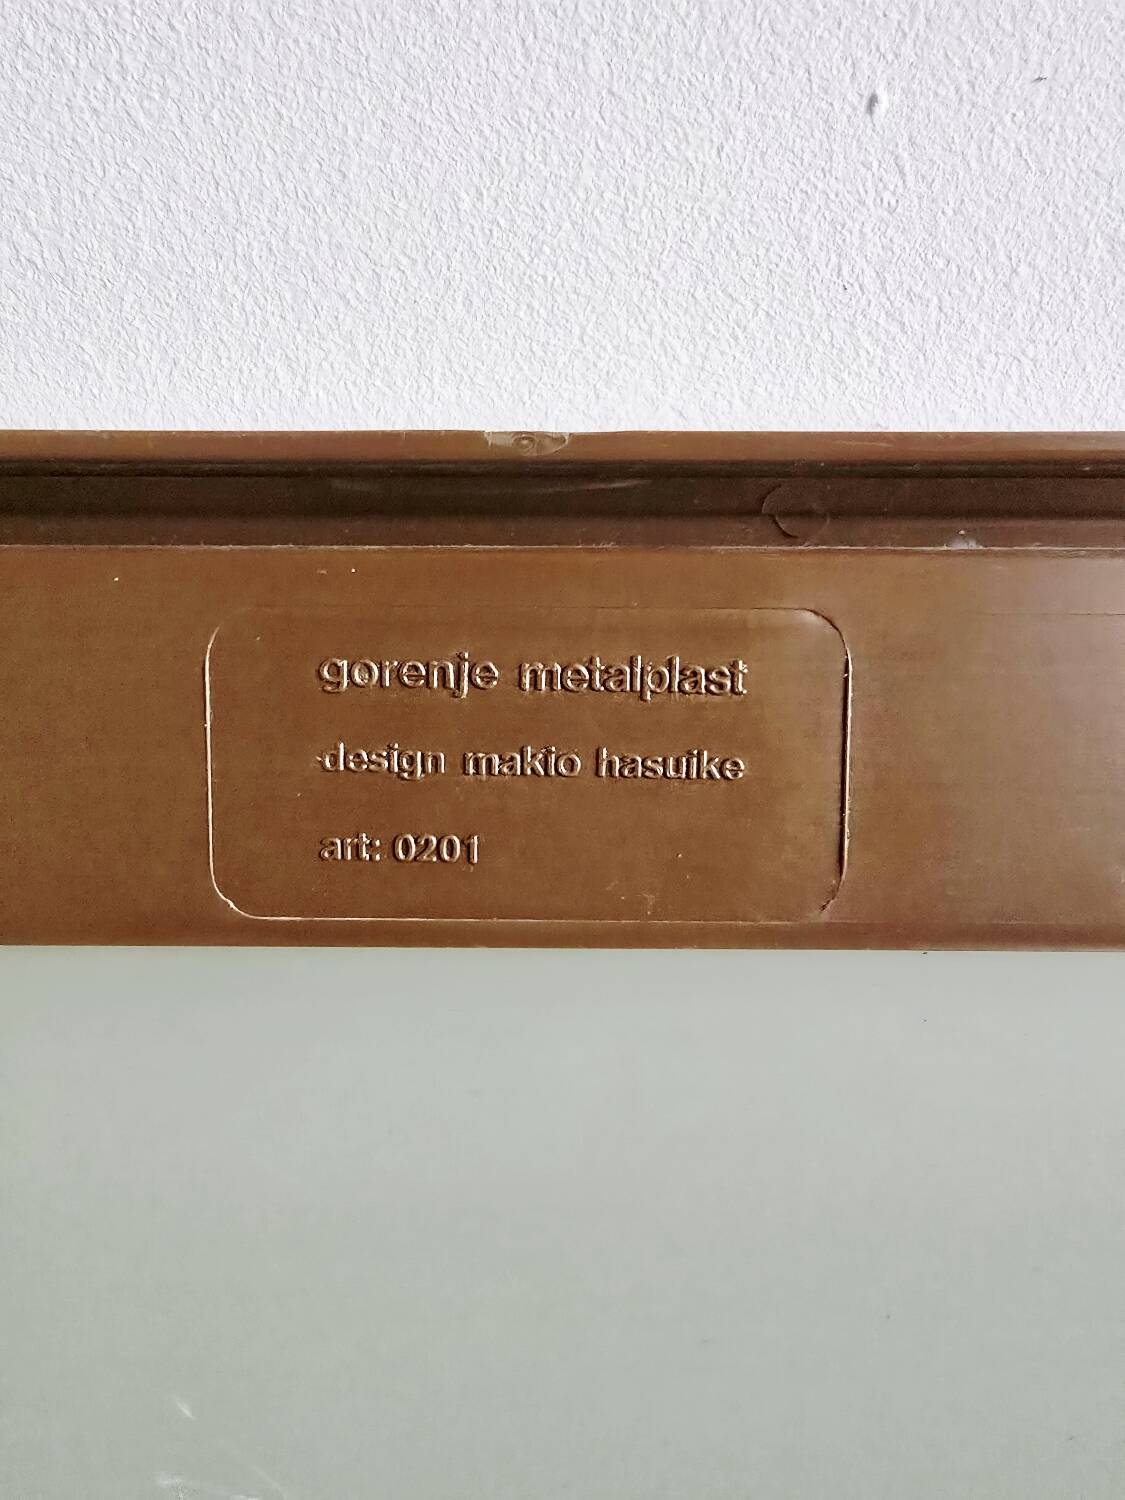 gorenje metalplast
design makio hasuike
art: 0201